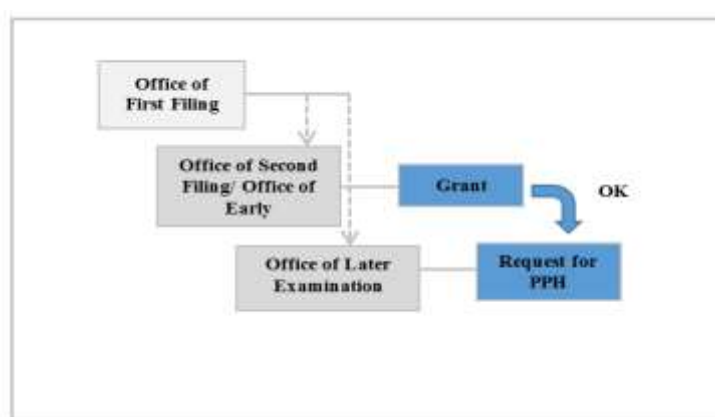 Office of
First Filing
Office of Second
Filing/ Office of
Early
Grant
OK
Office of Later
Examination
Request for
PPH